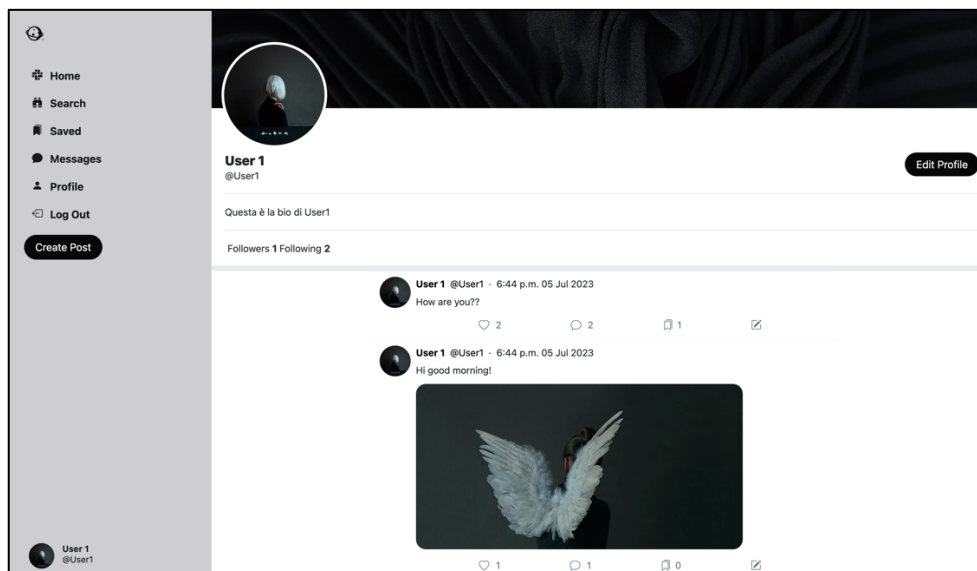 Home
Search
Saved
Messages
Profile
Log Out
Create Post
User 1
@User1
User 1
@User1
Edit Profile
Questa è la bio di User1
Followers 1 Following 2
User 1 @User1 · 6:44 p.m. 05 Jul 2023
How are you??
2 2 1
User 1 @User1 · 6:44 p.m. 05 Jul 2023
Hi good morning!
1 1 0